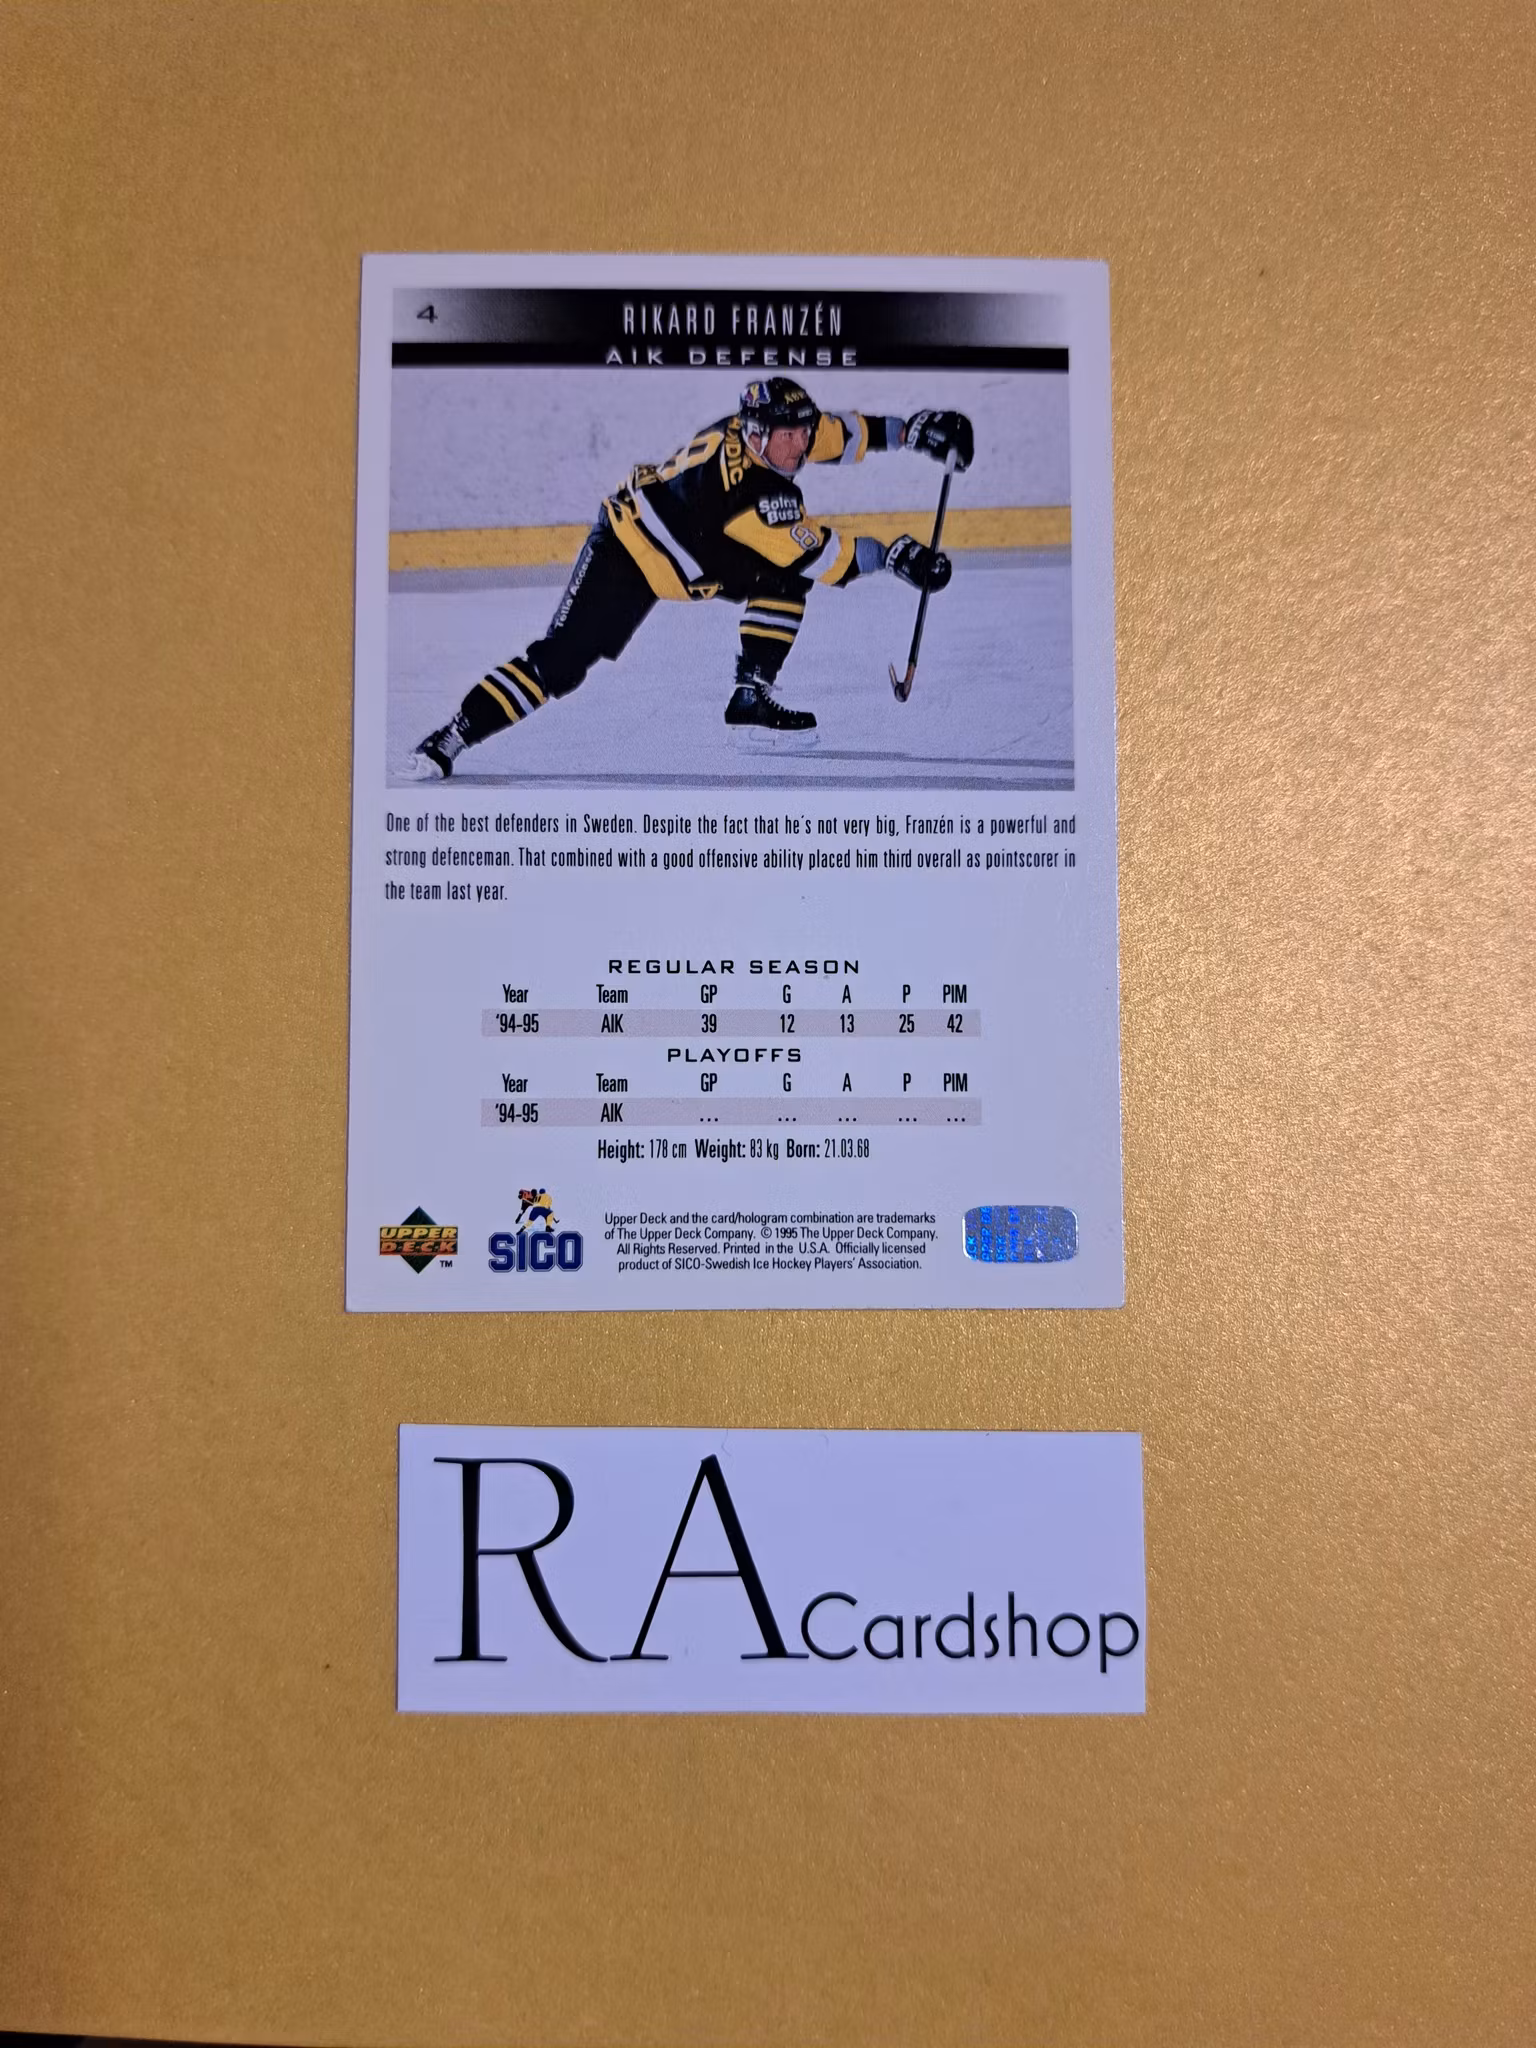 4
RIKARD FRANZÉN
AIK DEFENSE
Soins
Buss
8
Telia Access
One of the best defenders in Sweden. Despite the fact that he's not very big, Franzén is a powerful and
strong defenceman. That combined with a good offensive ability placed him third overall as pointscorer in
the team last year.
REGULAR SEASON
Year Team GP G A P PIM
'94-95 AIK 39 12 13 25 42
PLAYOFFS
Year Team GP G A P PIM
'94-95 AIK ... ... ... ... ...
Height: 178 cm Weight: 83 kg Born: 21.03.68
UPPER
DECK
TM
SICO
Upper Deck and the card/hologram combination are trademarks
of The Upper Deck Company. © 1995 The Upper Deck Company.
All Rights Reserved. Printed in the U.S.A. Officially licensed
product of SICO-Swedish Ice Hockey Players' Association.
RA Cardshop